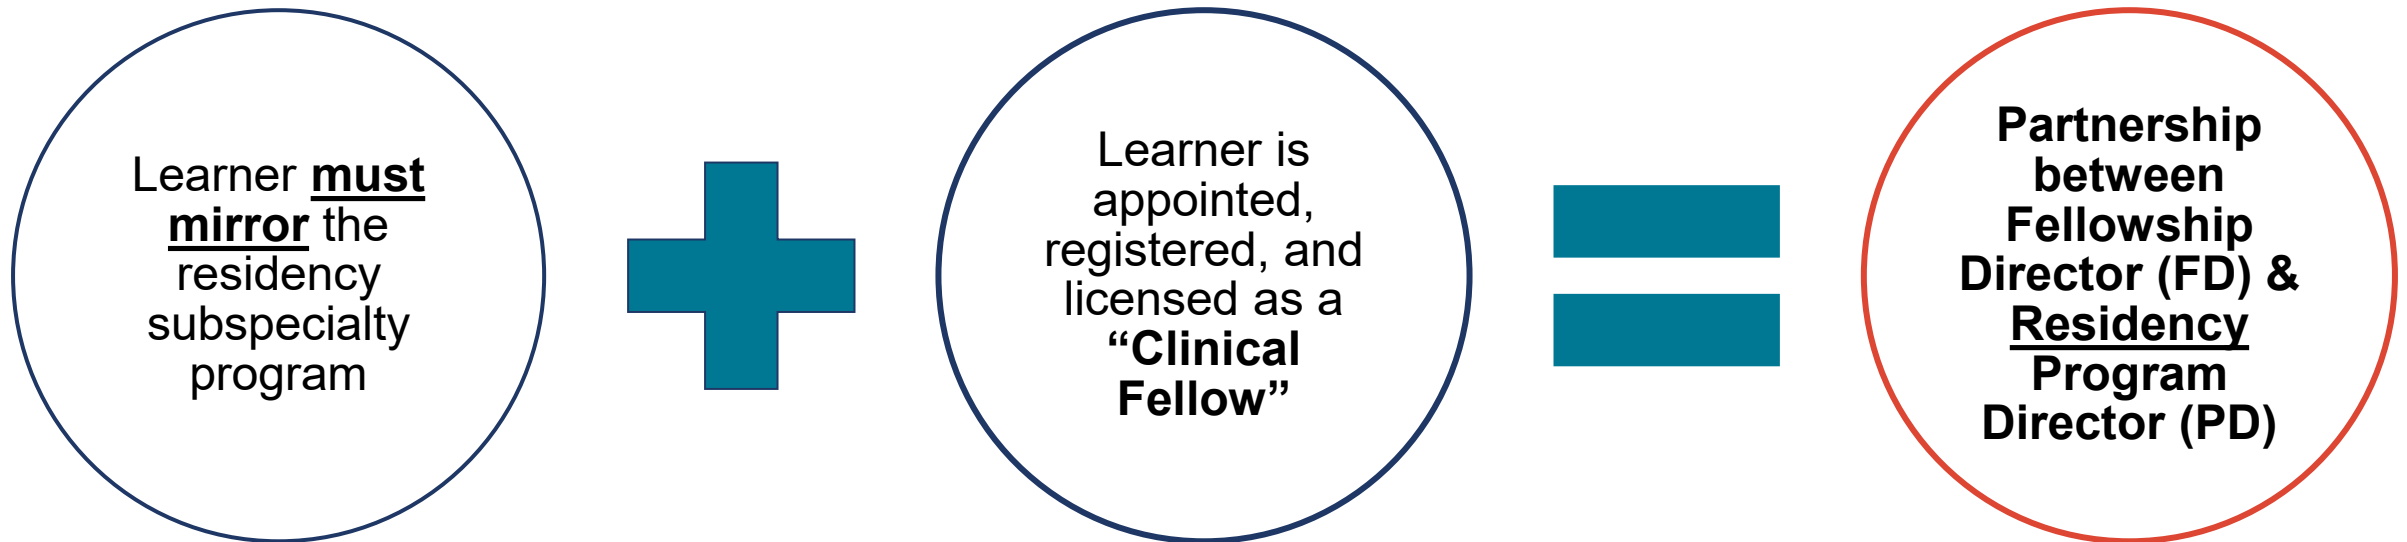 Learner must
mirror the
residency
subspecialty
program
Learner is
appointed,
registered, and
licensed as a
“Clinical
Fellow”
Partnership
between
Fellowship
Director (FD) &
Residency
Program
Director (PD)